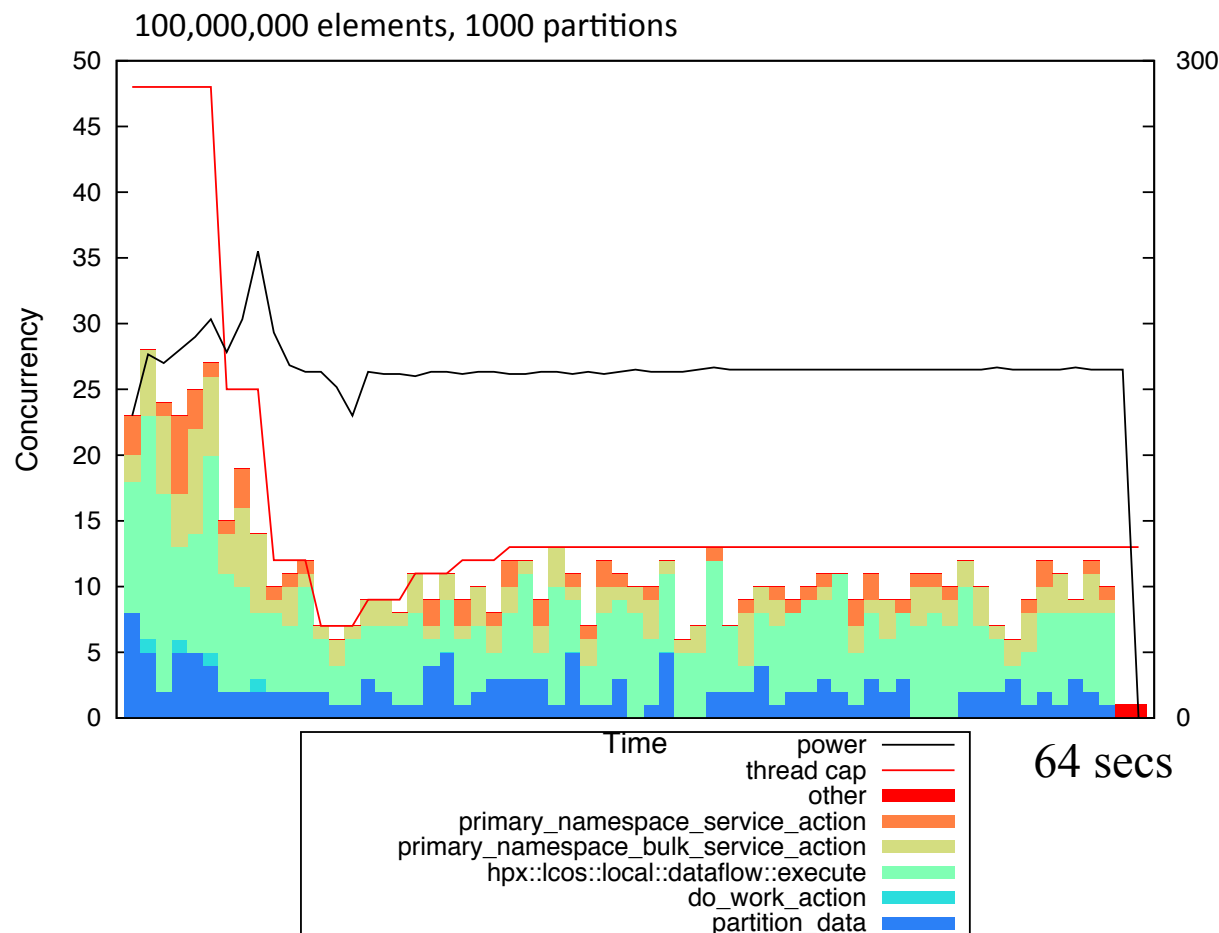 100,000,000 elements, 1000 partitions
50
300
45
40
35
30
25
20
15
10
5
0
0
Concurrency
Time
64 secs
power
thread cap
other
primary_namespace_service_action
primary_namespace_bulk_service_action
hpx::lcos::local::dataflow::execute
do_work_action
partition_data